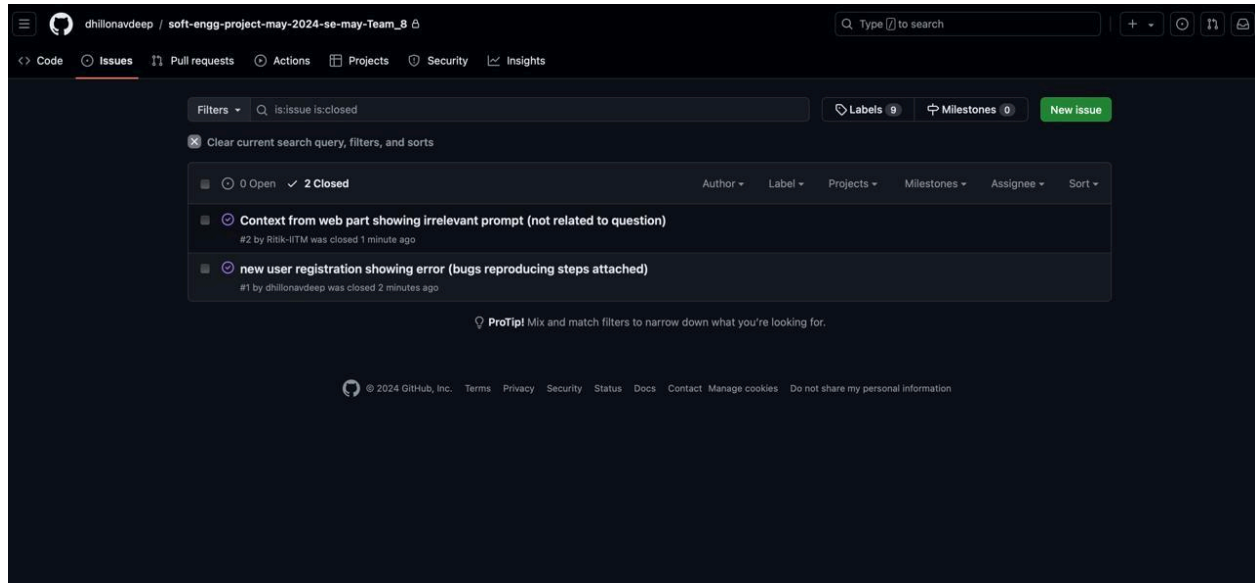 dhillonavdeep / soft-engg-project-may-2024-se-may-Team_8
Type / to search
Code Issues Pull requests Actions Projects Security Insights
Filters is:issue is:closed Labels 9 Milestones 0 New issue
Clear current search query, filters, and sorts
0 Open 2 Closed Author Label Projects Milestones Assignee Sort
Context from web part showing irrelevant prompt (not related to question)
#2 by Ritik-IITM was closed 1 minute ago
new user registration showing error (bugs reproducing steps attached)
#1 by dhillonavdeep was closed 2 minutes ago
ProTip! Mix and match filters to narrow down what you're looking for.
© 2024 GitHub, Inc. Terms Privacy Security Status Docs Contact Manage cookies Do not share my personal information